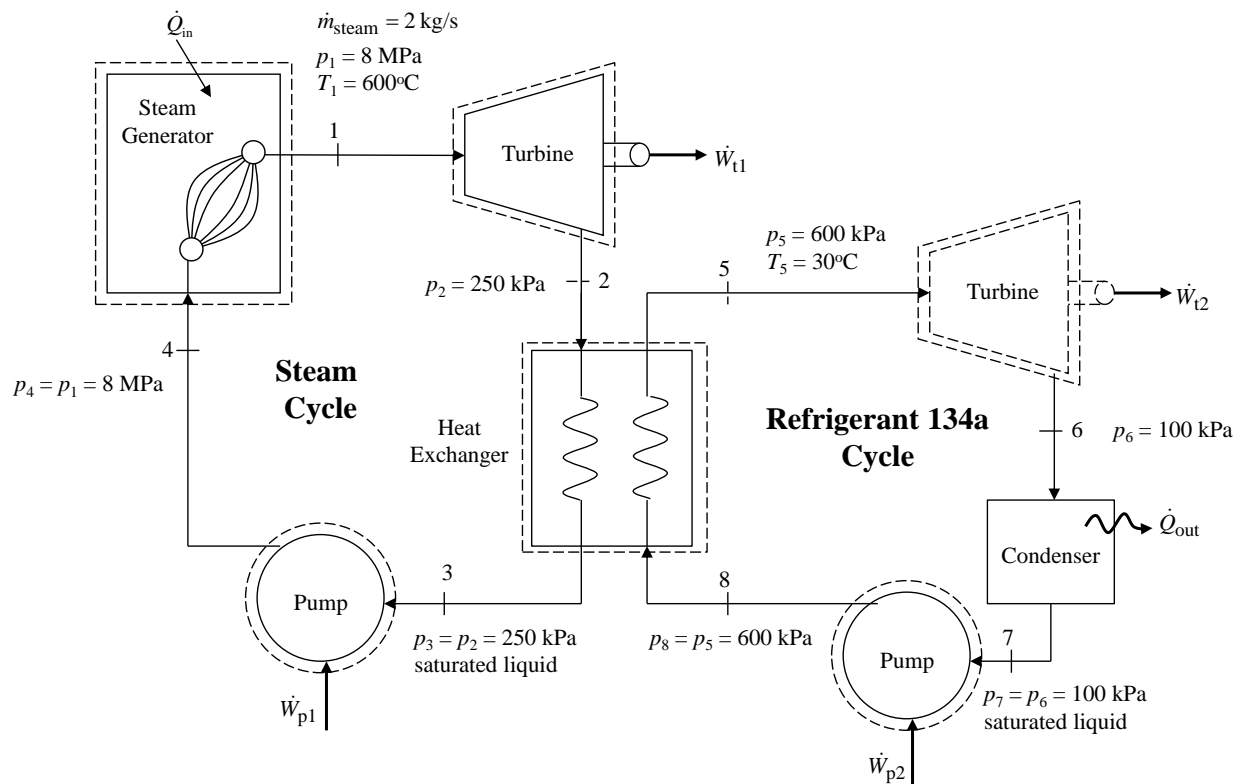 Q̇in
ṁsteam = 2 kg/s
p1 = 8 MPa
T1 = 600°C
Steam
Generator
1
Turbine
Ẇt1
p2 = 250 kPa
2
5
p5 = 600 kPa
T5 = 30°C
Turbine
Ẇt2
4
p4 = p1 = 8 MPa
Steam
Cycle
Heat
Exchanger
Refrigerant 134a
Cycle
6
p6 = 100 kPa
Q̇out
Condenser
Pump
3
p3 = p2 = 250 kPa
saturated liquid
8
p8 = p5 = 600 kPa
Pump
7
p7 = p6 = 100 kPa
saturated liquid
Ẇp1
Ẇp2